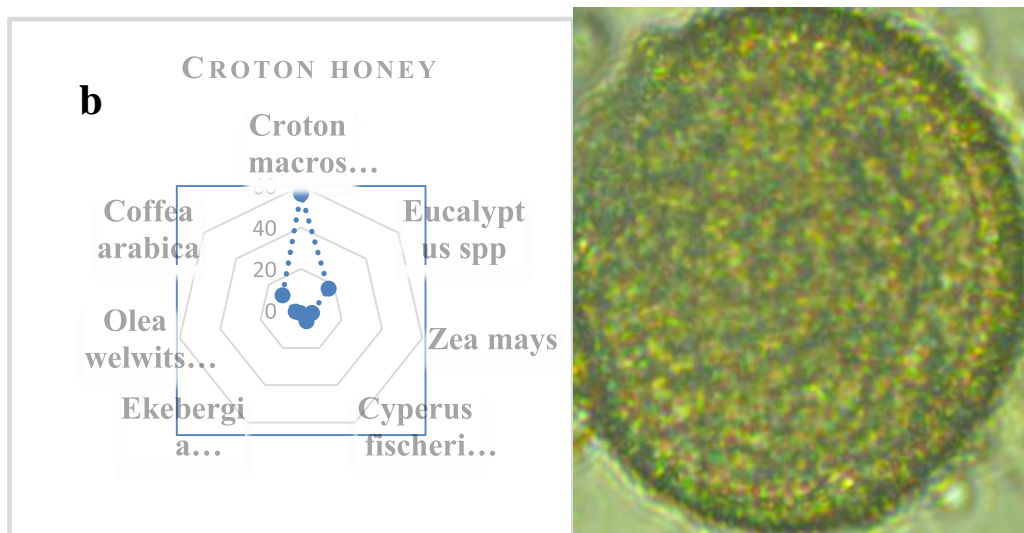 CROTON HONEY
b
Croton
macros…
Coffea
arabica
Eucalypt
us spp
60
40
20
0
Olea
welwits…
Zea mays
Ekebergi
a…
Cyperus
fischeri…